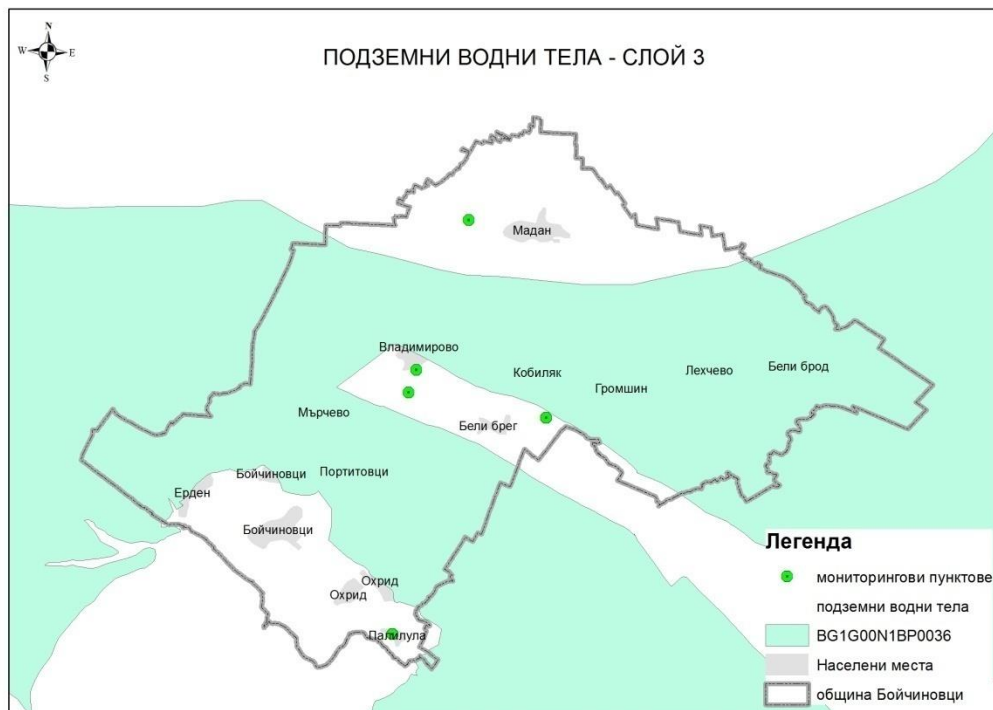 N
W E
S
ПОДЗЕМНИ ВОДНИ ТЕЛА - СЛОЙ 3
Мадан
Владимирово
Кобиляк
Громшин
Лехчево
Бели брод
Мърчево
Бели брег
Бойчиновци
Портитовци
Ерден
Бойчиновци
Охрид
Охрид
Палилула
Легенда
мониторингови пунктове
подземни водни тела
BG1G00N1BP0036
Населени места
община Бойчиновци